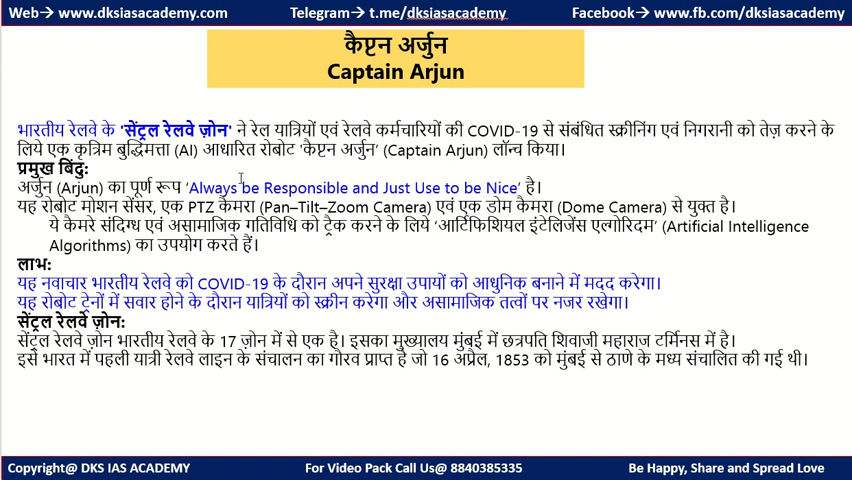 Web→ www.dksiasacademy.com Telegram→ t.me/dksiasacademy Facebook→ www.fb.com/dksiasacademy
कैप्टन अर्जुन
Captain Arjun
भारतीय रेलवे के 'सेंट्रल रेलवे ज़ोन' ने रेल यात्रियों एवं रेलवे कर्मचारियों की COVID-19 से संबंधित स्क्रीनिंग एवं निगरानी को तेज़ करने के
लिये एक कृत्रिम बुद्धिमत्ता (AI) आधारित रोबोट 'कैप्टन अर्जुन' (Captain Arjun) लॉन्च किया।
प्रमुख बिंदु:
अर्जुन (Arjun) का पूर्ण रूप 'Always be Responsible and Just Use to be Nice' है।
यह रोबोट मोशन सेंसर, एक PTZ कैमरा (Pan–Tilt–Zoom Camera) एवं एक डोम कैमरा (Dome Camera) से युक्त है।
ये कैमरे संदिग्ध एवं असामाजिक गतिविधि को ट्रैक करने के लिये 'आर्टिफिशियल इंटेलिजेंस एल्गोरिदम' (Artificial Intelligence
Algorithms) का उपयोग करते हैं।
लाभ:
यह नवाचार भारतीय रेलवे को COVID-19 के दौरान अपने सुरक्षा उपायों को आधुनिक बनाने में मदद करेगा।
यह रोबोट ट्रेनों में सवार होने के दौरान यात्रियों को स्क्रीन करेगा और असामाजिक तत्वों पर नजर रखेगा।
सेंट्रल रेलवे ज़ोन:
सेंट्रल रेलवे ज़ोन भारतीय रेलवे के 17 ज़ोन में से एक है। इसका मुख्यालय मुंबई में छत्रपति शिवाजी महाराज टर्मिनस में है।
इसे भारत में पहली यात्री रेलवे लाइन के संचालन का गौरव प्राप्त है जो 16 अप्रैल, 1853 को मुंबई से ठाणे के मध्य संचालित की गई थी।
Copyright@ DKS IAS ACADEMY For Video Pack Call Us@ 8840385335 Be Happy, Share and Spread Love